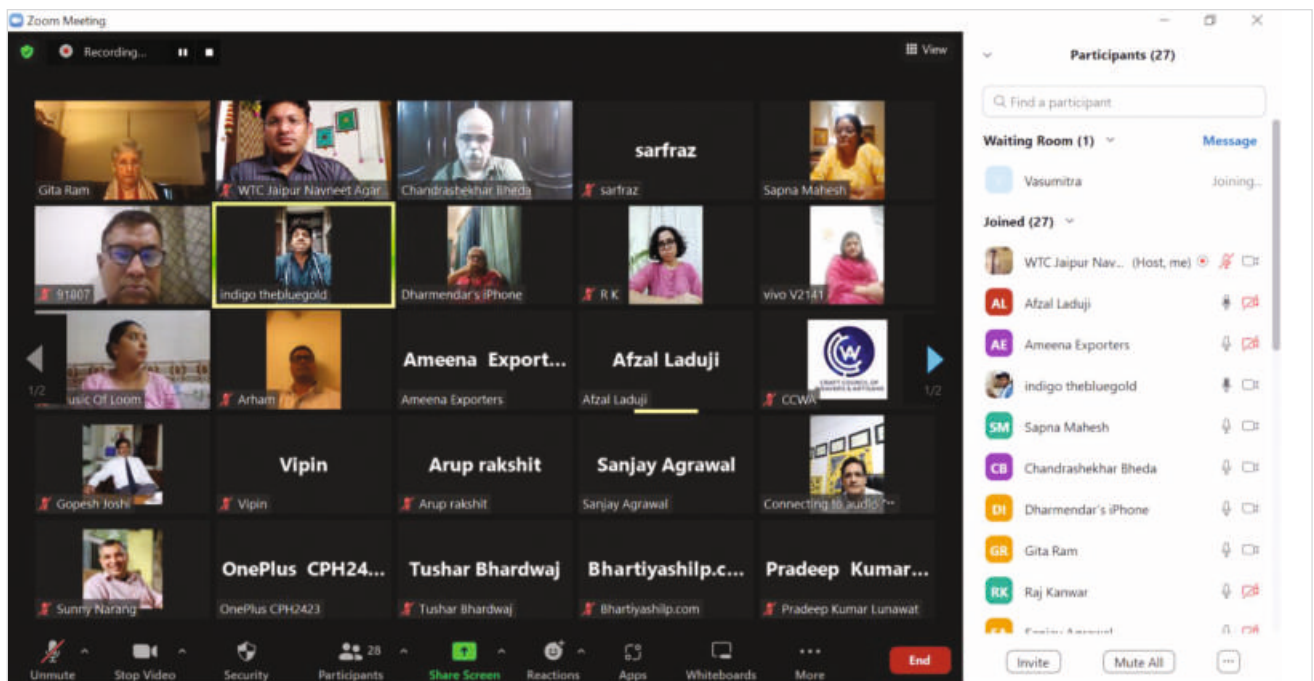 Zoom Meeting
Recording...
View
Gita Ram
WTC Jaipur Navneet Agar
Chandrashekhar Bheda
sarfraz
sarfraz
Sapna Mahesh
91807
indigo thebluegold
Dharmendar's iPhone
R K
vivo V2141
1/2
usic Of Loom
Arham
Ameena Export...
Ameena Exporters
Afzal Laduji
Afzal Laduji
CRAFT COUNCIL OF
WEAVERS & ARTISANS
CCWA
1/2
Gopesh Joshi
Vipin
Vipin
Arup rakshit
Arup rakshit
Sanjay Agrawal
Sanjay Agrawal
Connecting to audio
Sunny Narang
OnePlus CPH24...
OnePlus CPH2423
Tushar Bhardwaj
Tushar Bhardwaj
Bhartiyashilp.c...
Bhartiyashilp.com
Pradeep Kumar...
Pradeep Kumar Lunawat
Unmute
Stop Video
Security
28
Participants
Share Screen
Reactions
Apps
Whiteboards
More
End
Participants (27)
Find a participant
Waiting Room (1)
Message
Vasumitra
Joining...
Joined (27)
WTC Jaipur Nav... (Host, me)
AL Afzal Laduji
AE Ameena Exporters
indigo thebluegold
SM Sapna Mahesh
CB Chandrashekhar Bheda
DI Dharmendar's iPhone
GR Gita Ram
RK Raj Kanwar
SA Sanjay Agrawal
Invite
Mute All
...